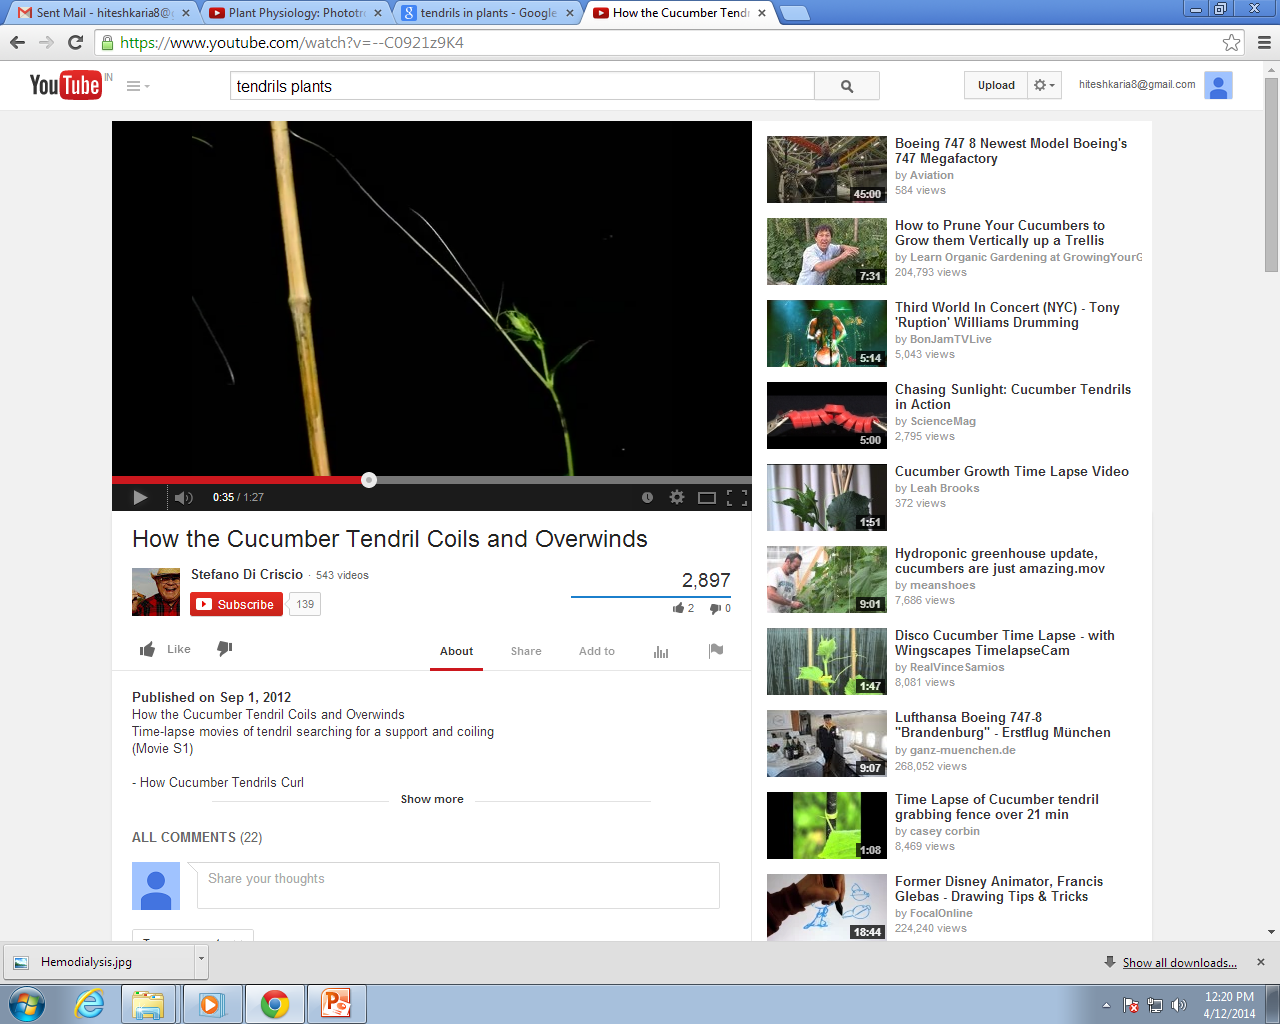 Sent Mail - hiteshkaria8@g
Plant Physiology: Phototro
tendrils in plants - Google
How the Cucumber Tendr
https://www.youtube.com/watch?v=--C0921z9K4
YouTube IN
tendrils plants
Upload
hiteshkaria8@gmail.com
0:35 / 1:27
How the Cucumber Tendril Coils and Overwinds
Stefano Di Criscio · 543 videos
Subscribe 139
2,897
2 0
Like
About Share Add to
Published on Sep 1, 2012
How the Cucumber Tendril Coils and Overwinds
Time-lapse movies of tendril searching for a support and coiling
(Movie S1)
- How Cucumber Tendrils Curl
Show more
ALL COMMENTS (22)
Share your thoughts
45:00
Boeing 747 8 Newest Model Boeing's
747 Megafactory
by Aviation
584 views
7:31
How to Prune Your Cucumbers to
Grow them Vertically up a Trellis
by Learn Organic Gardening at GrowingYourG
204,793 views
5:14
Third World In Concert (NYC) - Tony
'Ruption' Williams Drumming
by BonJamTVLive
5,043 views
5:00
Chasing Sunlight: Cucumber Tendrils
in Action
by ScienceMag
2,795 views
1:51
Cucumber Growth Time Lapse Video
by Leah Brooks
372 views
9:01
Hydroponic greenhouse update,
cucumbers are just amazing.mov
by meanshoes
7,686 views
1:47
Disco Cucumber Time Lapse - with
Wingscapes TimelapseCam
by RealVinceSamios
8,081 views
9:07
Lufthansa Boeing 747-8
"Brandenburg" - Erstflug München
by ganz-muenchen.de
268,052 views
1:08
Time Lapse of Cucumber tendril
grabbing fence over 21 min
by casey corbin
8,469 views
18:44
Former Disney Animator, Francis
Glebas - Drawing Tips & Tricks
by FocalOnline
224,240 views
Hemodialysis.jpg
Show all downloads...
12:20 PM
4/12/2014